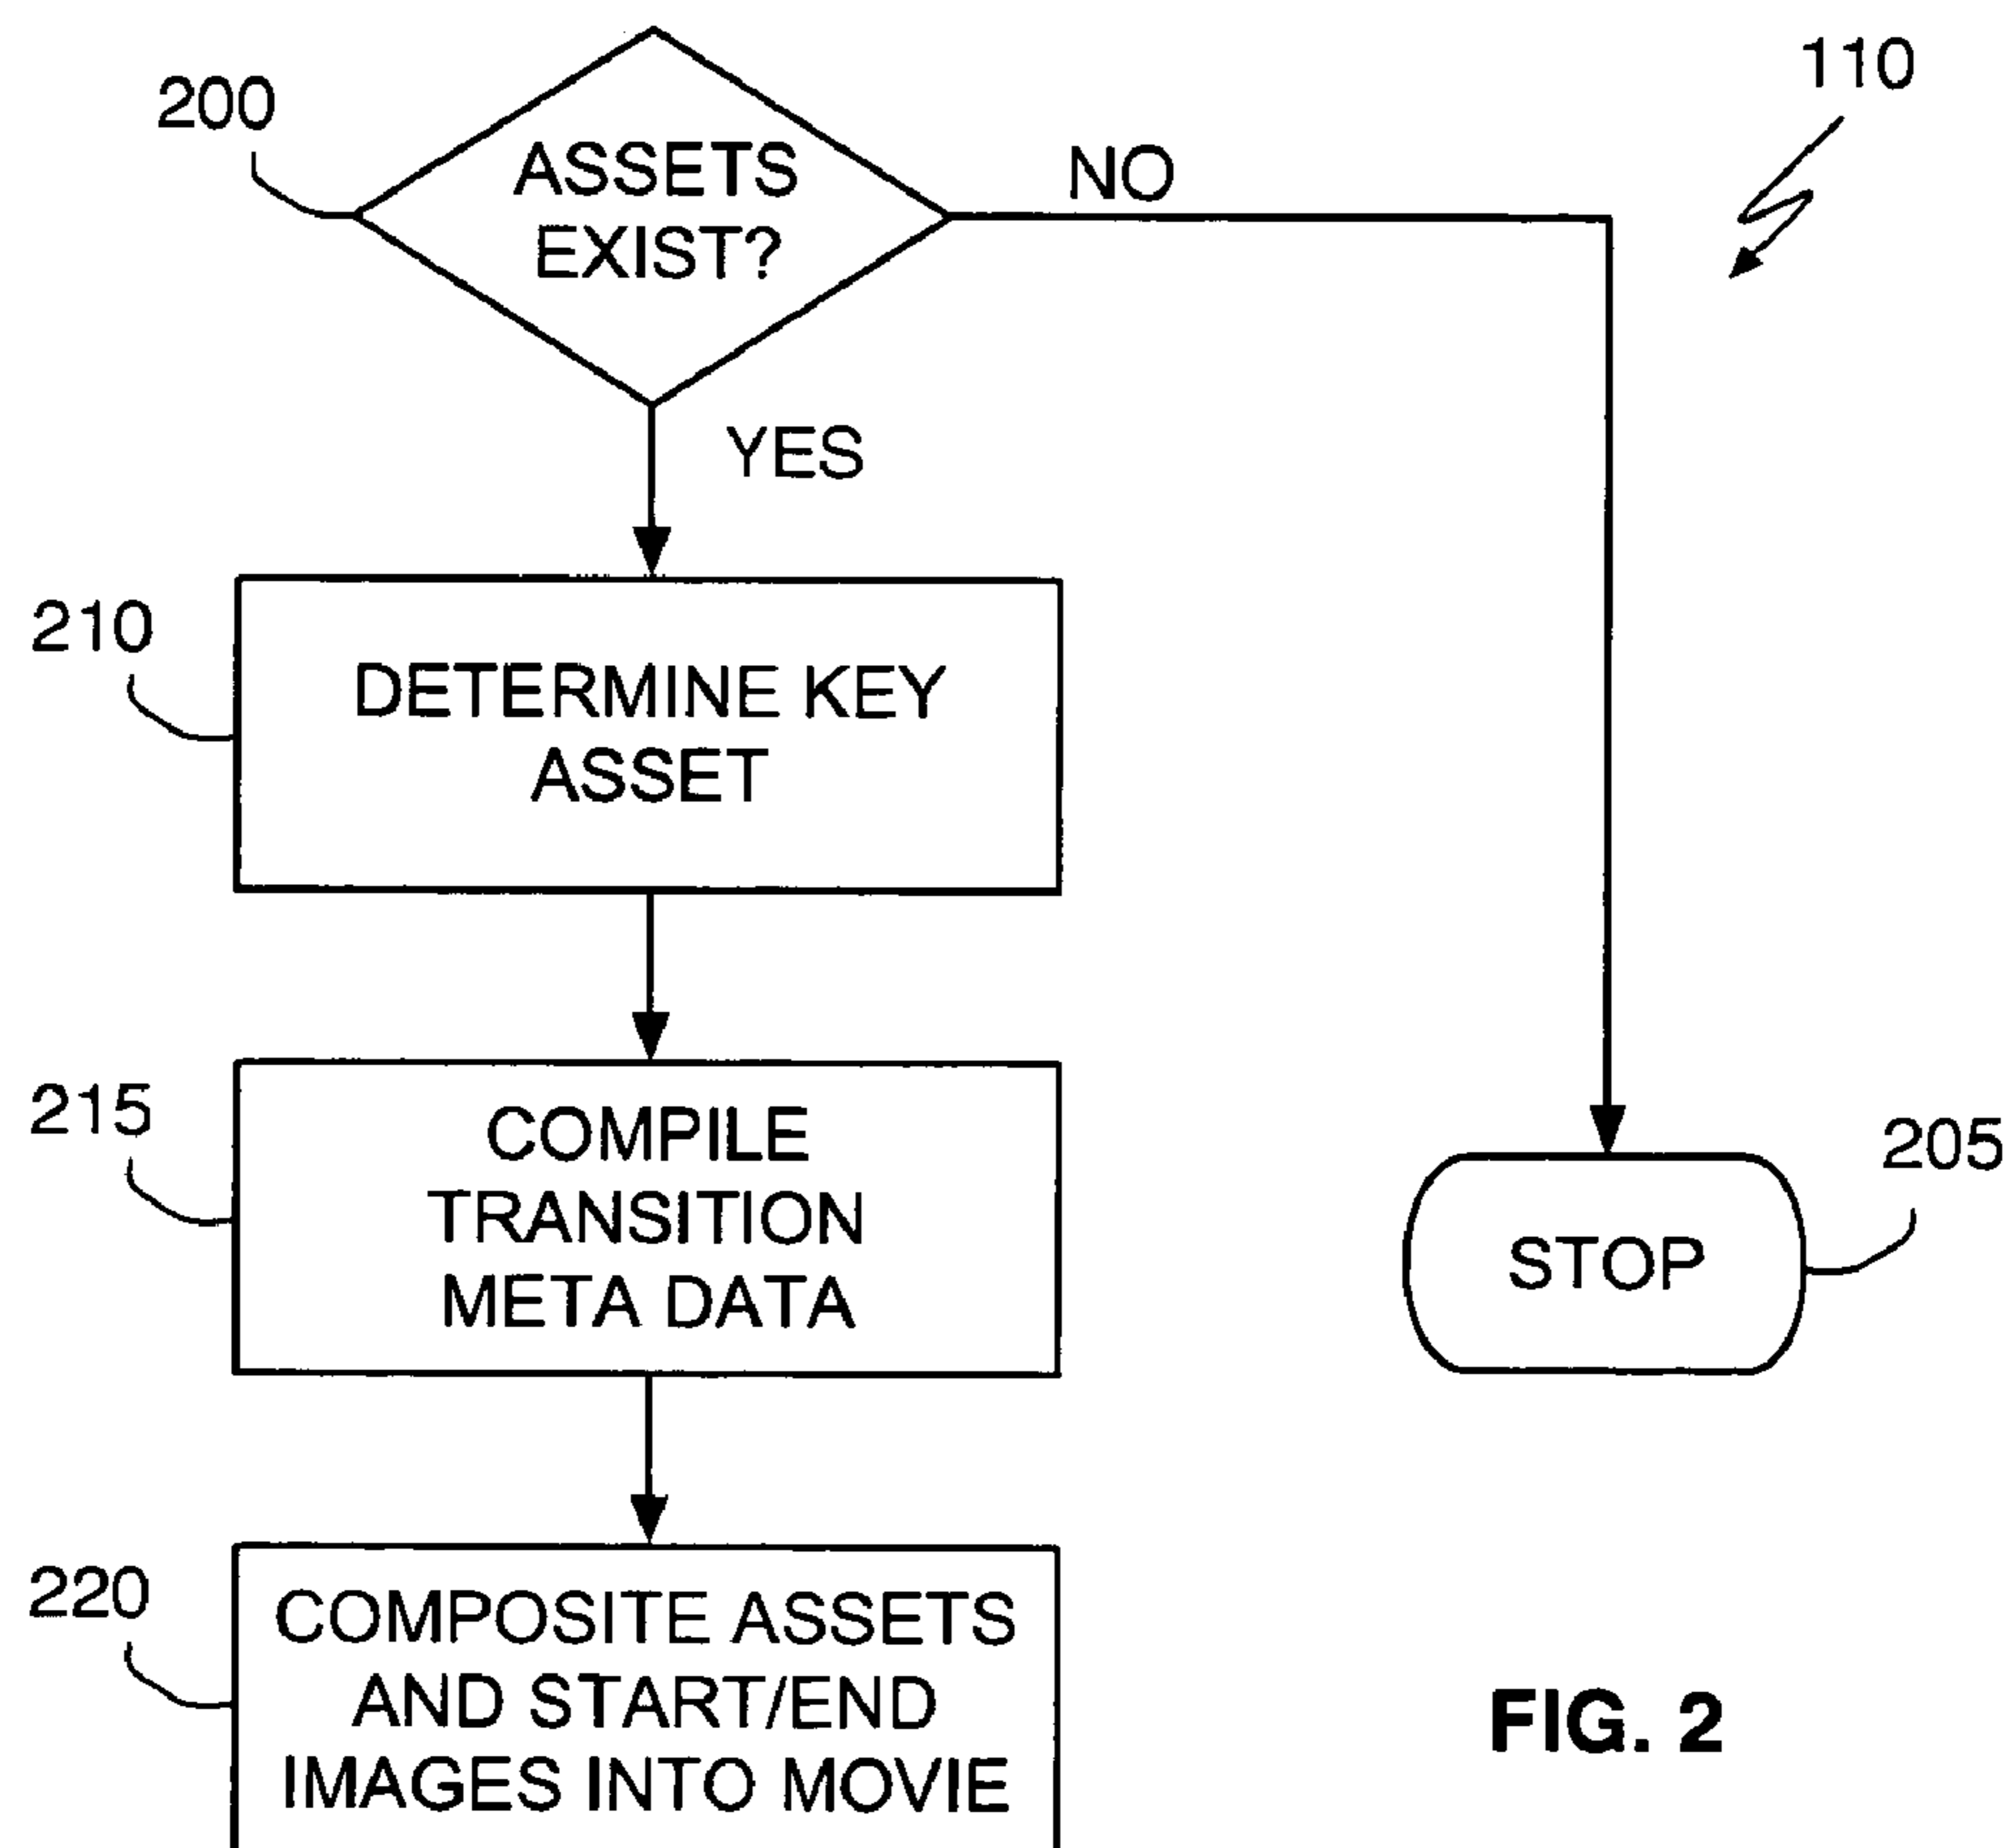 110
200
ASSETS
EXIST?
NO
YES
210
DETERMINE KEY
ASSET
215
COMPILE
TRANSITION
META DATA
205
STOP
220
COMPOSITE ASSETS
AND START/END
IMAGES INTO MOVIE
FIG. 2